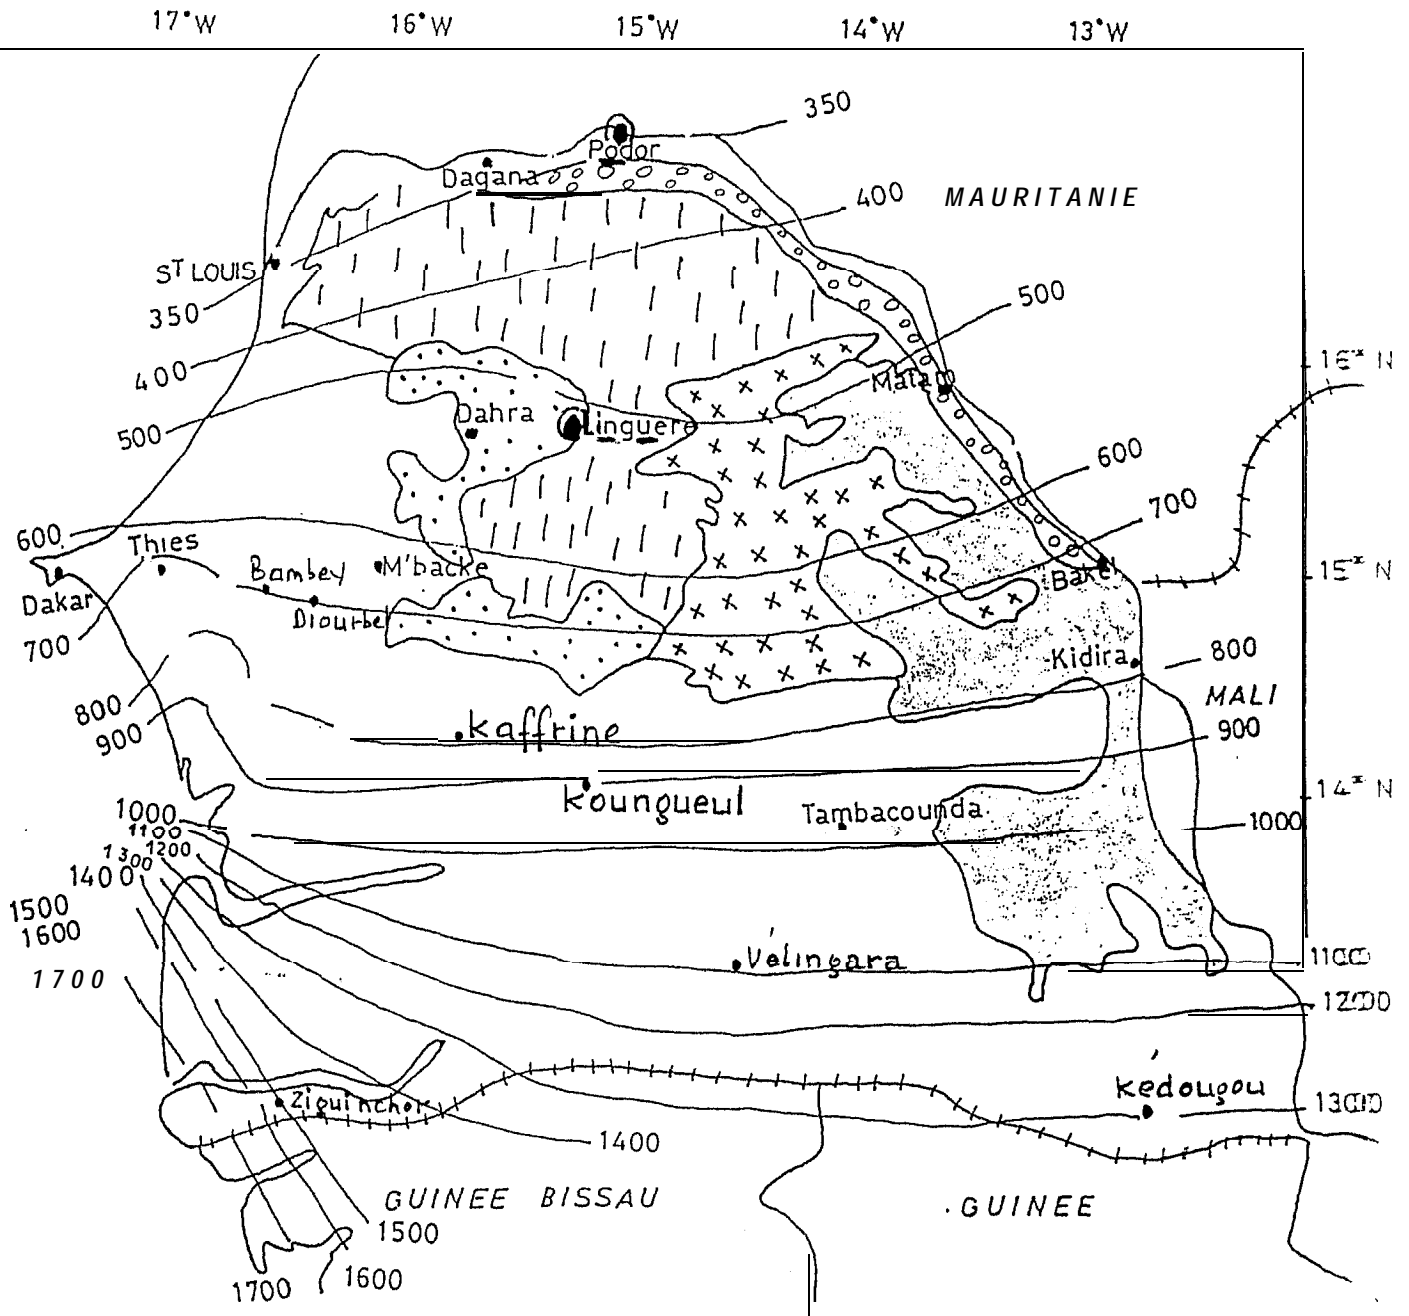 17°W 16°W 15°W 14°W 13°W
350
Podor
Dagana
400 MAURITANIE
ST LOUIS
350
500
400
16° N
Matam
Dahra
Linguere
500
600
700
600
Thies
Bambey M'backe
Bakel
15° N
Dakar
Diourbel
700
Kidira
800
800
MALI
900
900
Kaffrine
14° N
Koungueul
1000
Tambacounda
1000
1100
1200
1300
1400
1500
1600
Vélingara
1100
1700
1200
Kédougou
Ziguinchor
1300
1400
GUINEE BISSAU
GUINEE
1500
1600
1700